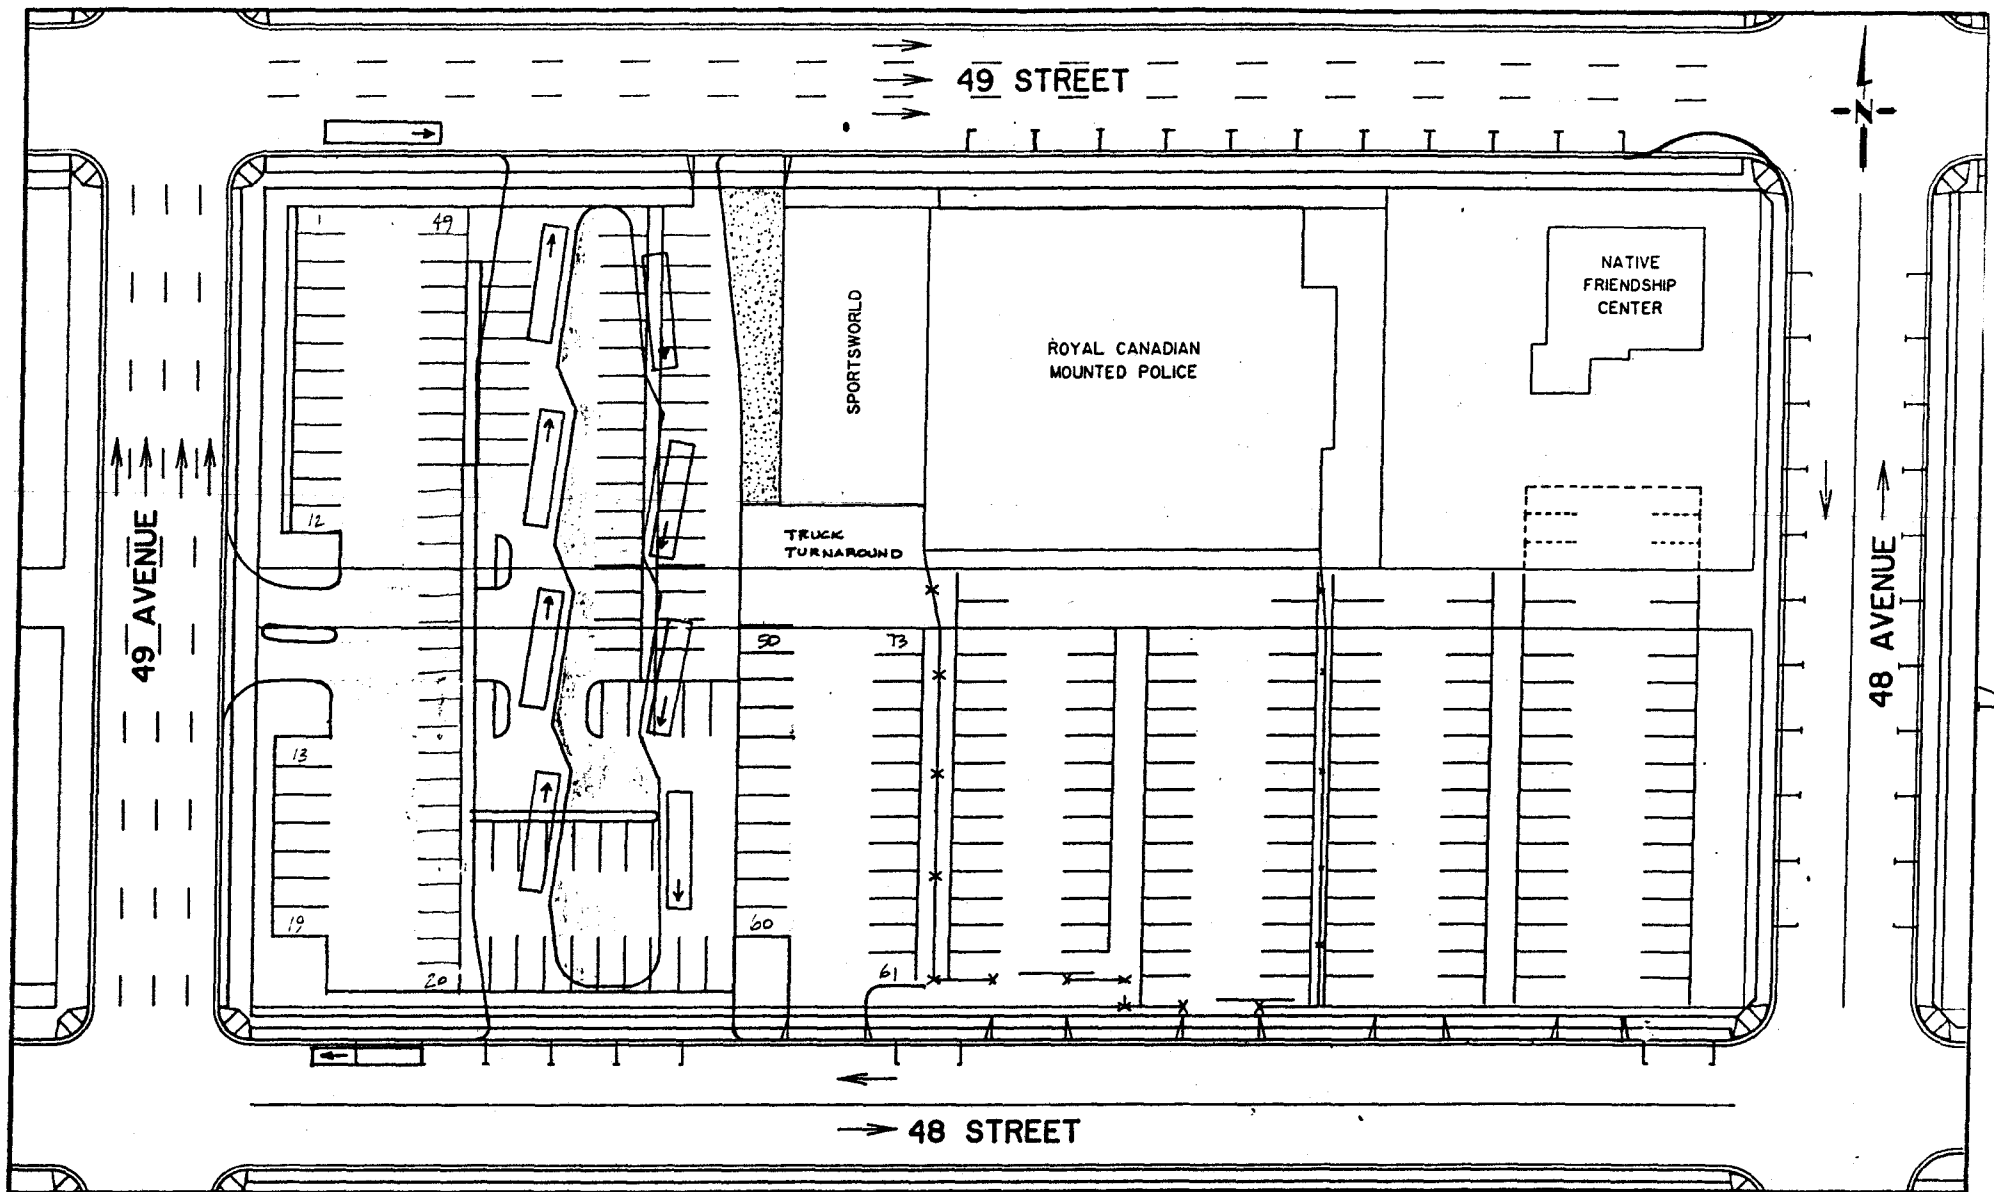 49 STREET
N
1
49
NATIVE
FRIENDSHIP
CENTER
SPORTSWORLD
ROYAL CANADIAN
MOUNTED POLICE
12
TRUCK
TURNAROUND
49 AVENUE
48 AVENUE
50
73
13
19
60
20
61
48 STREET